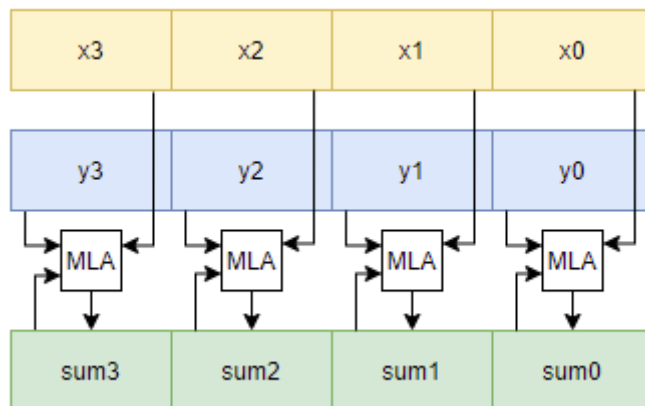 x3 x2 x1 x0
y3 y2 y1 y0
MLA MLA MLA MLA
sum3 sum2 sum1 sum0